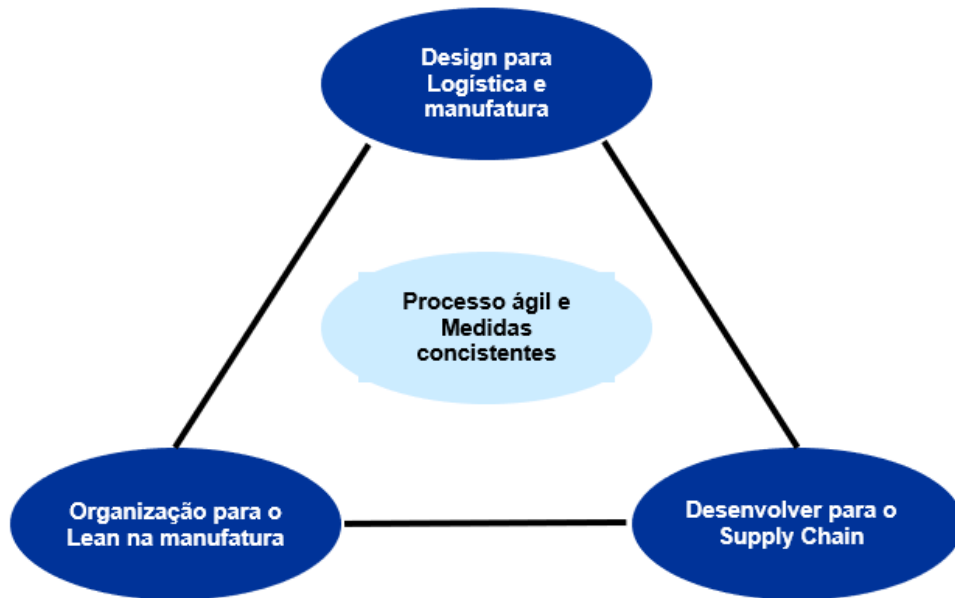 Design para
Logística e
manufatura
Processo ágil e
Medidas
concistentes
Organização para o
Lean na manufatura
Desenvolver para o
Supply Chain